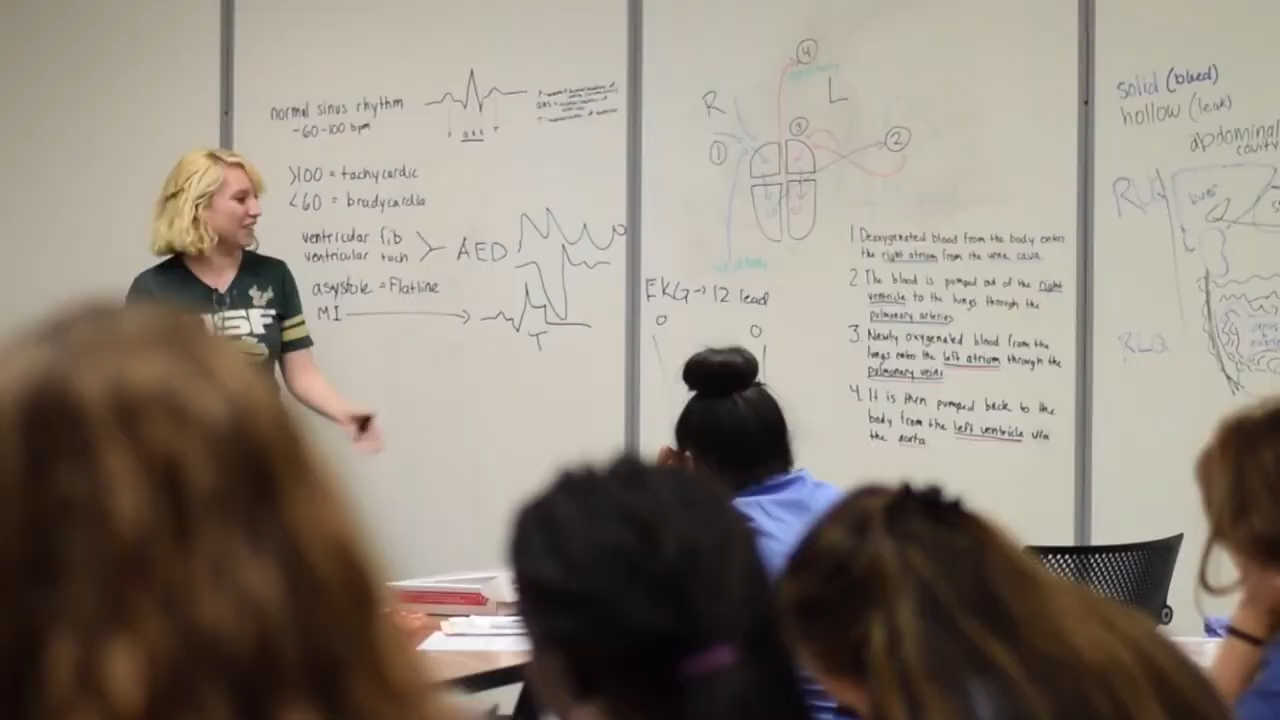 normal sinus rhythm
-60-100 bpm
>100 = tachycardic
<60 = bradycardia
ventricular fib
ventricular tach
AED
asystole = Flatline
MI
T
SF
R
L
1
2
3
4
EKG → 12 lead
1 Deoxygenated blood from the body enters
the right atrium from the vena cava.
2. The blood is pumped out of the right
ventricle to the lungs through the
pulmonary arteries
3. Newly oxygenated blood from the
lungs enters the left atrium through the
pulmonary veins
4. It is then pumped back to the
body from the left ventricle via
the aorta.
solid (bleed)
hollow (leak)
abdominal
cavity
liver
RLQ